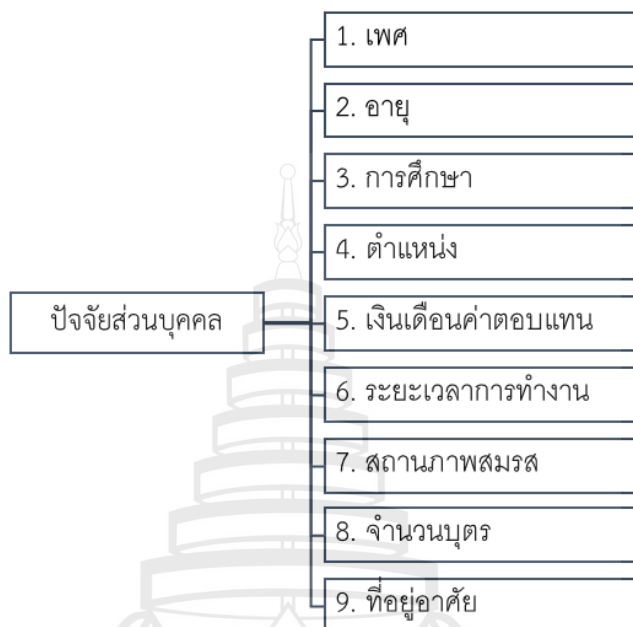 1. เพศ
2. อายุ
3. การศึกษา
4. ตำแหน่ง
ปัจจัยส่วนบุคคล
5. เงินเดือนค่าตอบแทน
6. ระยะเวลาการทำงาน
7. สถานภาพสมรส
8. จำนวนบุตร
9. ที่อยู่อาศัย